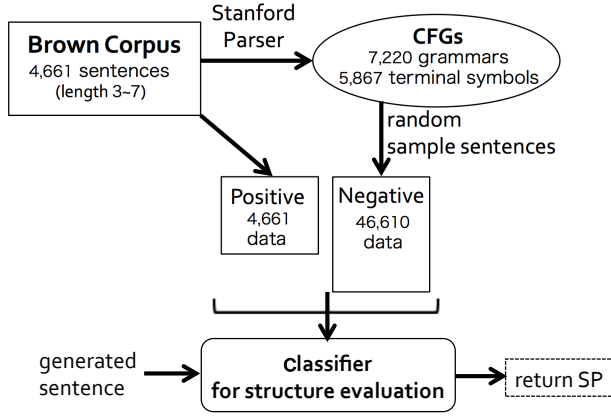 Stanford
Parser
Brown Corpus
4,661 sentences
(length 3~7)
CFGs
7,220 grammars
5,867 terminal symbols
random
sample sentences
Positive
4,661
data
Negative
46,610
data
generated
sentence
Classifier
for structure evaluation
return SP